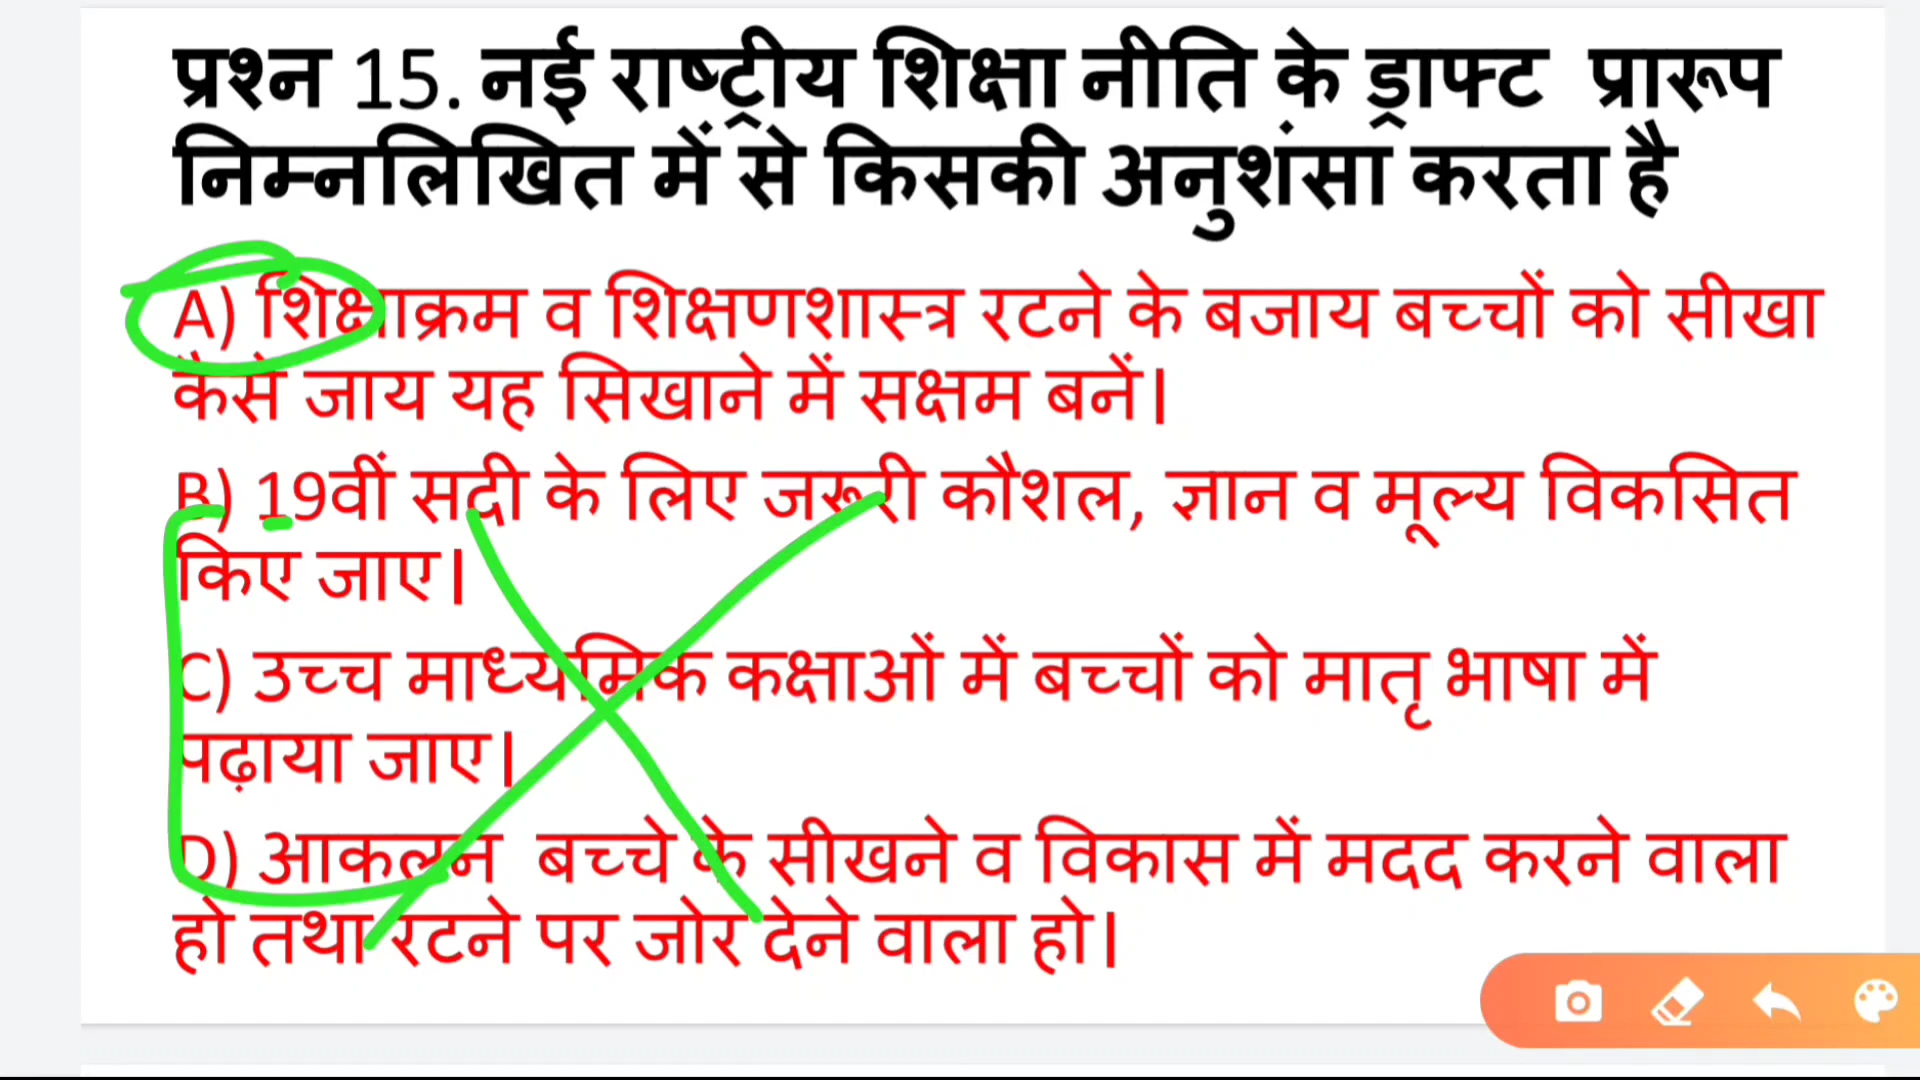 प्रश्न 15. नई राष्ट्रीय शिक्षा नीति के ड्राफ्ट प्रारूप
निम्नलिखित में से किसकी अनुशंसा करता है
A) शिक्षाक्रम व शिक्षणशास्त्र रटने के बजाय बच्चों को सीखा
कैसे जाय यह सिखाने में सक्षम बनें|
B) 19वीं सदी के लिए जरूरी कौशल, ज्ञान व मूल्य विकसित
किए जाए|
C) उच्च माध्यमिक कक्षाओं में बच्चों को मातृ भाषा में
पढ़ाया जाए|
D) आकलन बच्चे के सीखने व विकास में मदद करने वाला
हो तथा रटने पर जोर देने वाला हो|